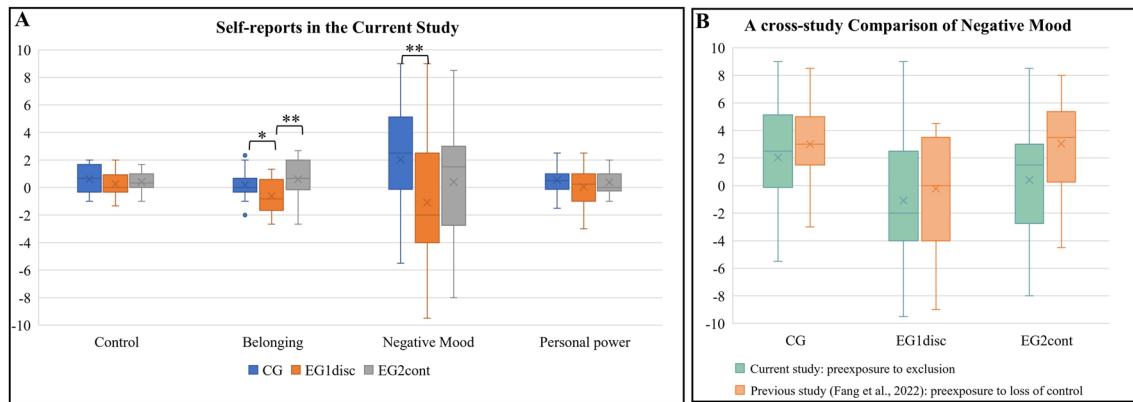 A
Self-reports in the Current Study
10
8
6
4
2
0
-2
-4
-6
-8
-10
**
*
**
Control
Belonging
Negative Mood
Personal power
CG
EG1disc
EG2cont
B
A cross-study Comparison of Negative Mood
10
8
6
4
2
0
-2
-4
-6
-8
-10
CG
EG1disc
EG2cont
Current study: preexposure to exclusion
Previous study (Fang et al., 2022): preexposure to loss of control